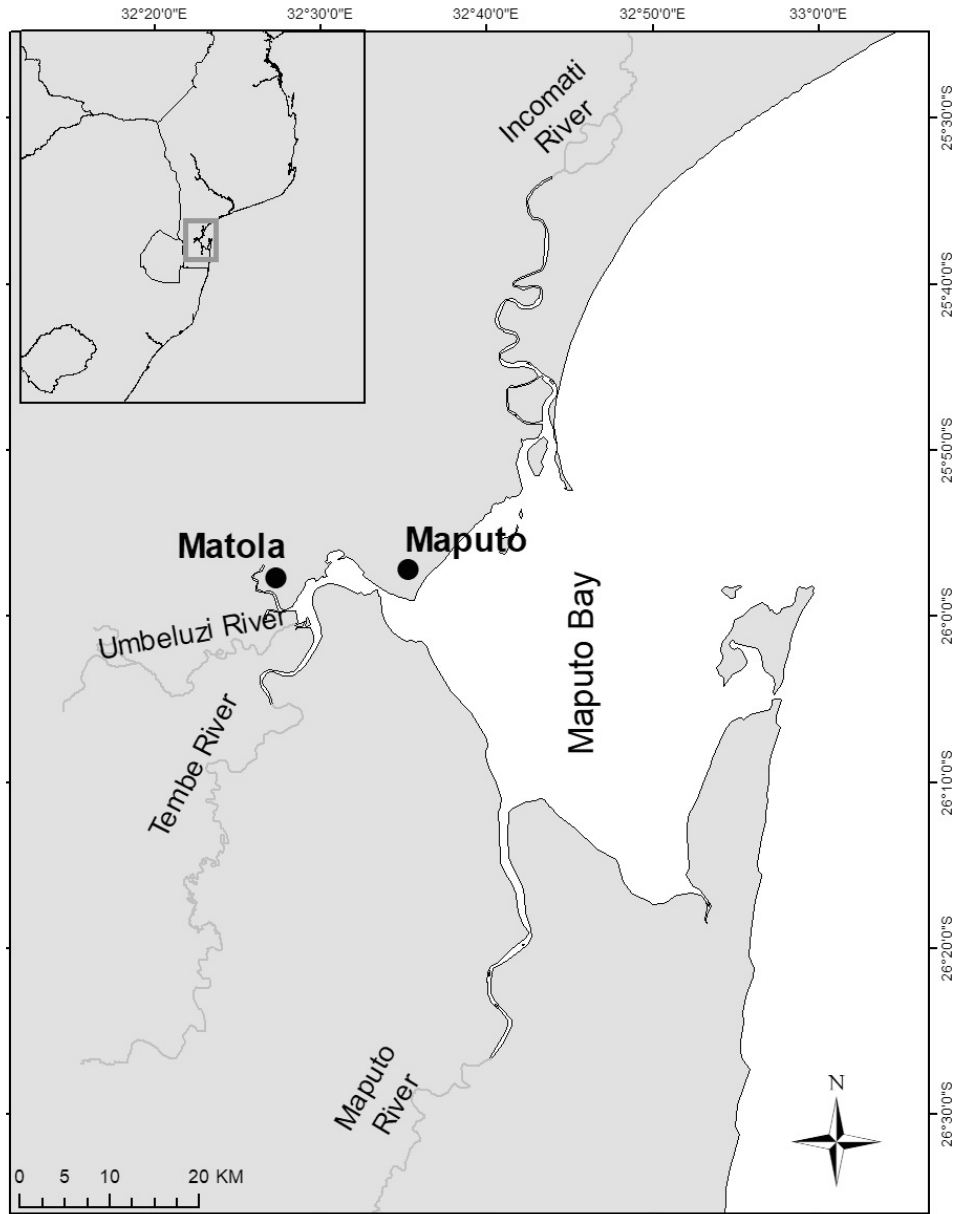 32°20'0"E
32°30'0"E
32°40'0"E
32°50'0"E
33°0'0"E
Incomati
River
25°30'0"S
25°40'0"S
25°50'0"S
Matola
Maputo
26°0'0"S
Umbeluzi River
Maputo Bay
Tembe River
26°10'0"S
26°20'0"S
Maputo
River
26°30'0"S
N
0 5 10 20 KM